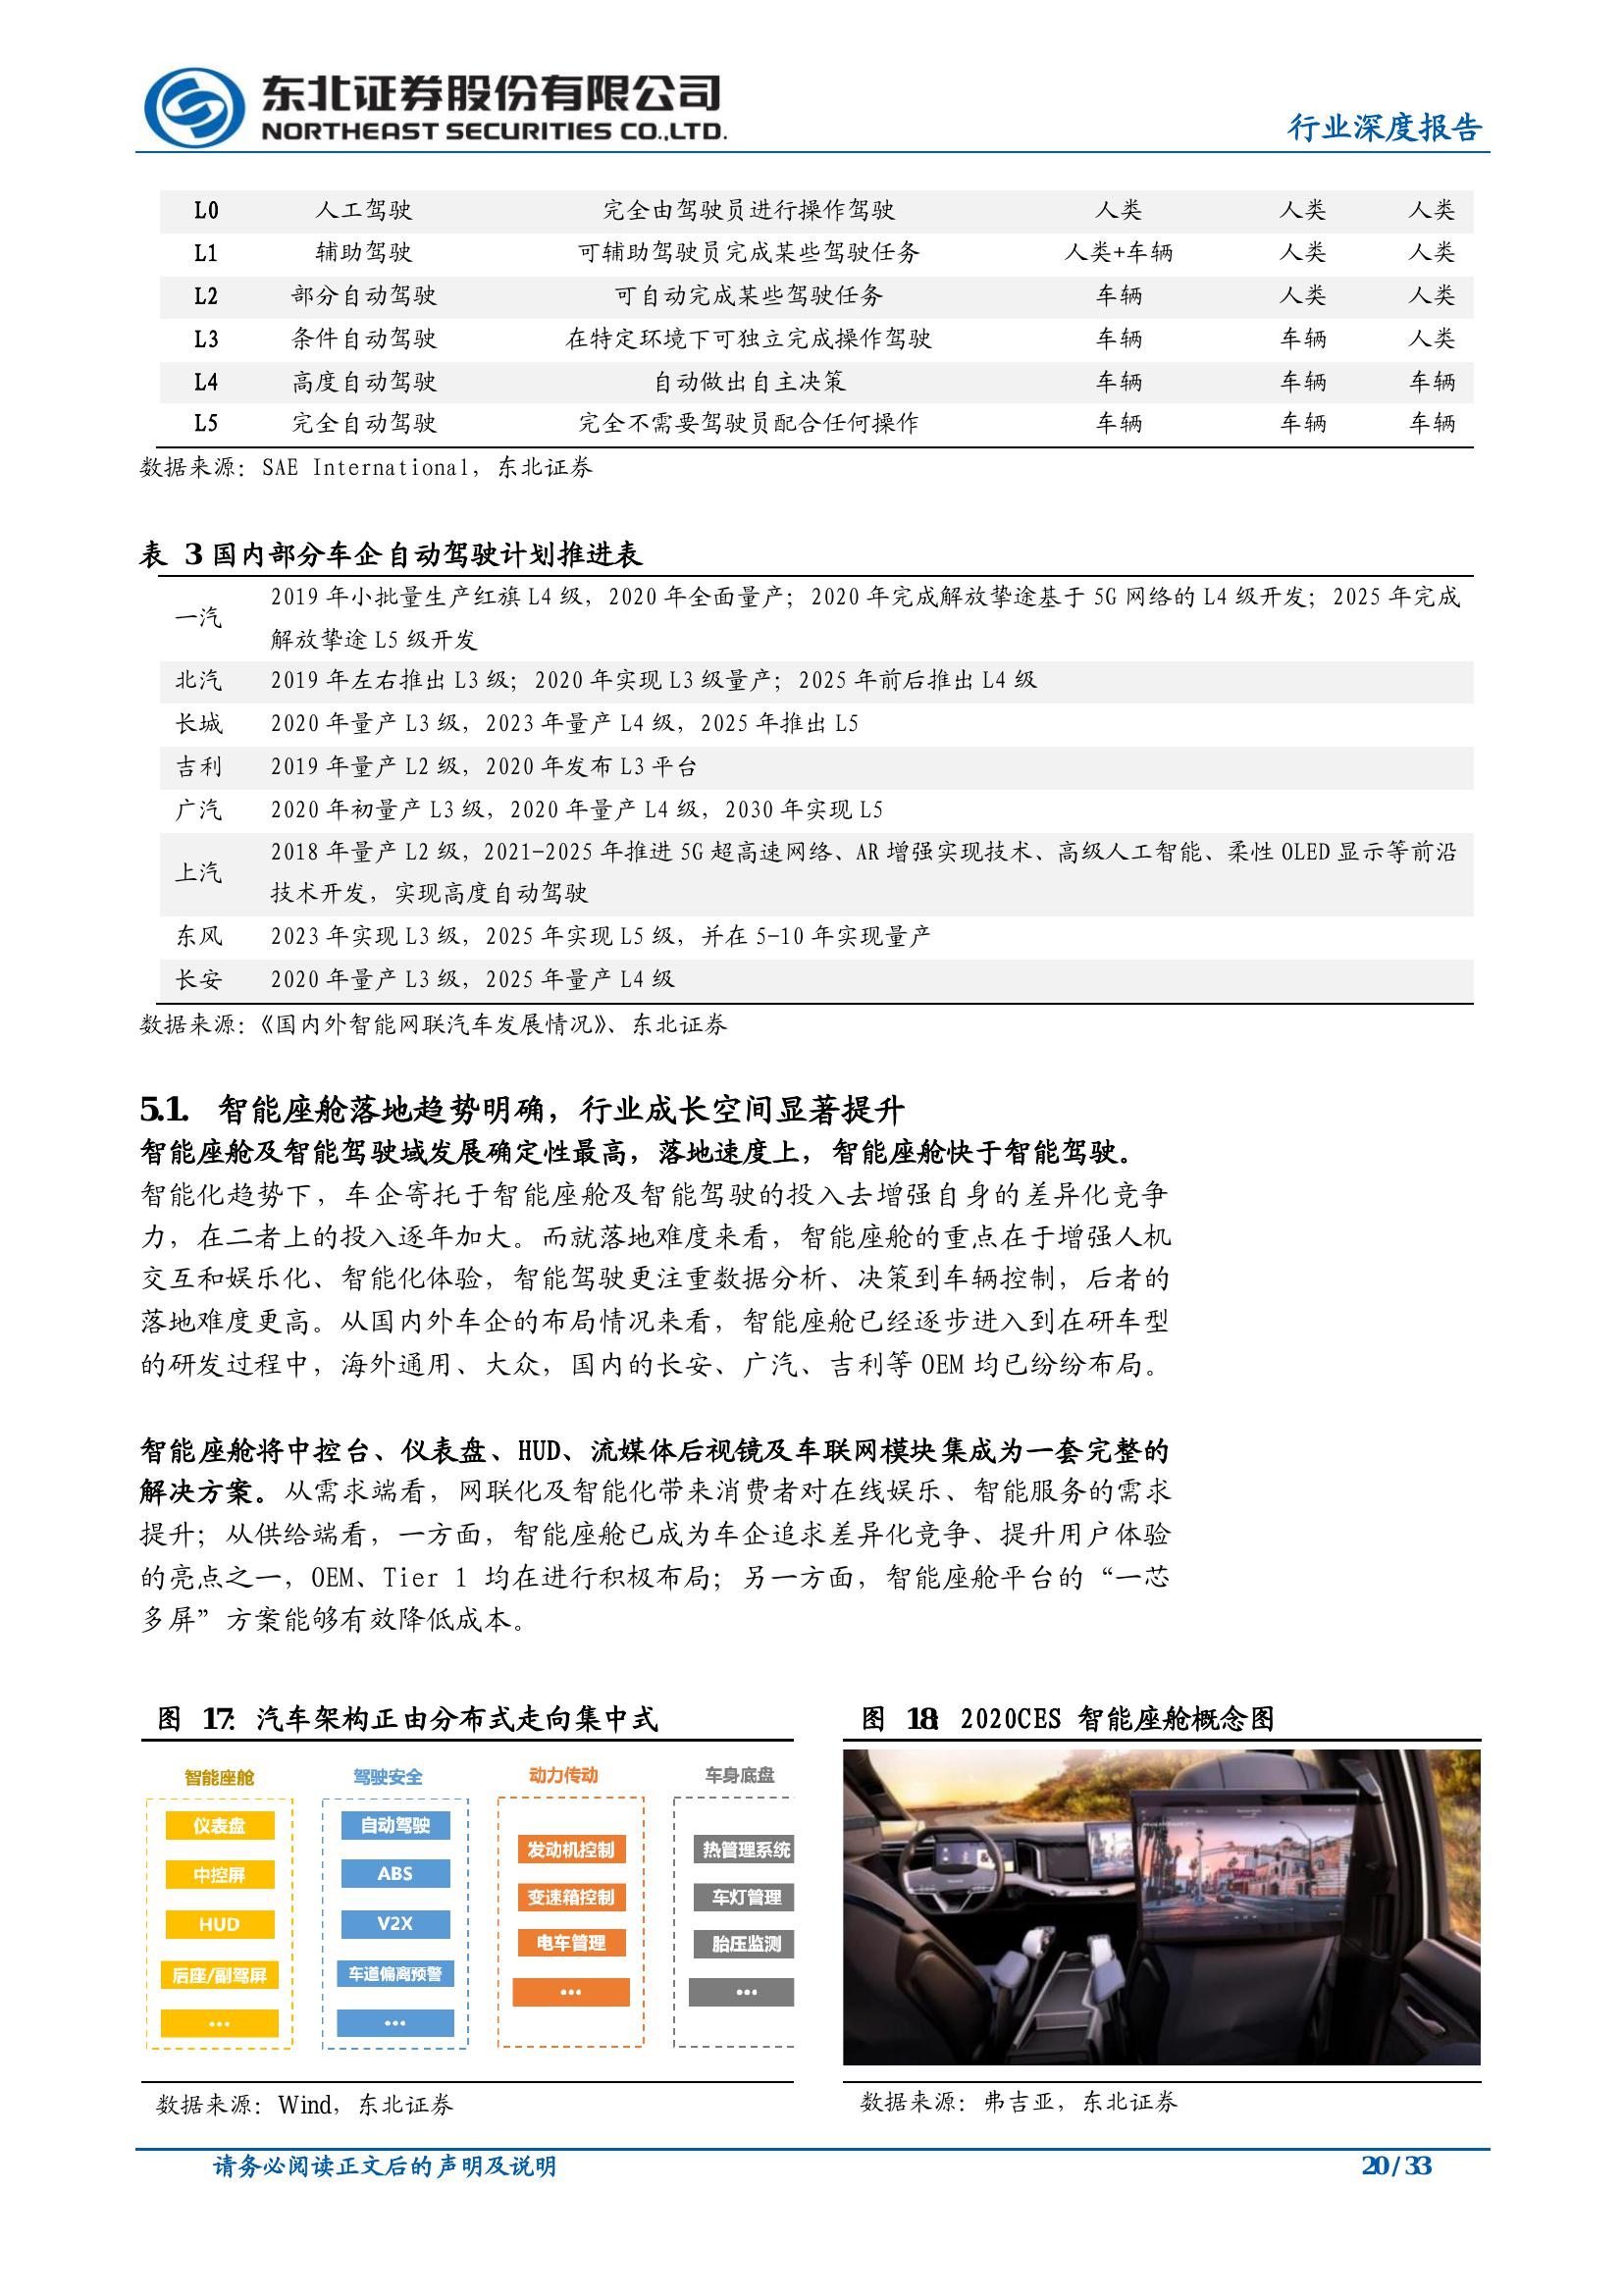 东北证券股份有限公司
NORTHEAST SECURITIES CO.,LTD.
行业深度报告
L0 人工驾驶 完全由驾驶员进行操作驾驶 人类 人类 人类
L1 辅助驾驶 可辅助驾驶员完成某些驾驶任务 人类+车辆 人类 人类
L2 部分自动驾驶 可自动完成某些驾驶任务 车辆 人类 人类
L3 条件自动驾驶 在特定环境下可独立完成操作驾驶 车辆 车辆 人类
L4 高度自动驾驶 自动做出自主决策 车辆 车辆 车辆
L5 完全自动驾驶 完全不需要驾驶员配合任何操作 车辆 车辆 车辆
数据来源：SAE International，东北证券
表 3 国内部分车企自动驾驶计划推进表
一汽 2019 年小批量生产红旗 L4 级，2020 年全面量产；2020 年完成解放挚途基于 5G 网络的 L4 级开发；2025 年完成
解放挚途 L5 级开发
北汽 2019 年左右推出 L3 级；2020 年实现 L3 级量产；2025 年前后推出 L4 级
长城 2020 年量产 L3 级，2023 年量产 L4 级，2025 年推出 L5
吉利 2019 年量产 L2 级，2020 年发布 L3 平台
广汽 2020 年初量产 L3 级，2020 年量产 L4 级，2030 年实现 L5
上汽 2018 年量产 L2 级，2021-2025 年推进 5G 超高速网络、AR 增强实现技术、高级人工智能、柔性 OLED 显示等前沿
技术开发，实现高度自动驾驶
东风 2023 年实现 L3 级，2025 年实现 L5 级，并在 5-10 年实现量产
长安 2020 年量产 L3 级，2025 年量产 L4 级
数据来源：《国内外智能网联汽车发展情况》、东北证券
5.1. 智能座舱落地趋势明确，行业成长空间显著提升
智能座舱及智能驾驶域发展确定性最高，落地速度上，智能座舱快于智能驾驶。
智能化趋势下，车企寄托于智能座舱及智能驾驶的投入去增强自身的差异化竞争
力，在二者上的投入逐年加大。而就落地难度来看，智能座舱的重点在于增强人机
交互和娱乐化、智能化体验，智能驾驶更注重数据分析、决策到车辆控制，后者的
落地难度更高。从国内外车企的布局情况来看，智能座舱已经逐步进入到在研车型
的研发过程中，海外通用、大众，国内的长安、广汽、吉利等 OEM 均已纷纷布局。
智能座舱将中控台、仪表盘、HUD、流媒体后视镜及车联网模块集成为一套完整的
解决方案。从需求端看，网联化及智能化带来消费者对在线娱乐、智能服务的需求
提升；从供给端看，一方面，智能座舱已成为车企追求差异化竞争、提升用户体验
的亮点之一，OEM、Tier 1 均在进行积极布局；另一方面，智能座舱平台的“一芯
多屏”方案能够有效降低成本。
图 17：汽车架构正由分布式走向集中式
智能座舱
仪表盘
中控屏
HUD
后座/副驾屏
...
驾驶安全
自动驾驶
ABS
V2X
车道偏离预警
...
动力传动
发动机控制
变速箱控制
电车管理
...
车身底盘
热管理系统
车灯管理
胎压监测
...
数据来源：Wind，东北证券
图 18：2020CES 智能座舱概念图
数据来源：弗吉亚，东北证券
请务必阅读正文后的声明及说明
20 / 33